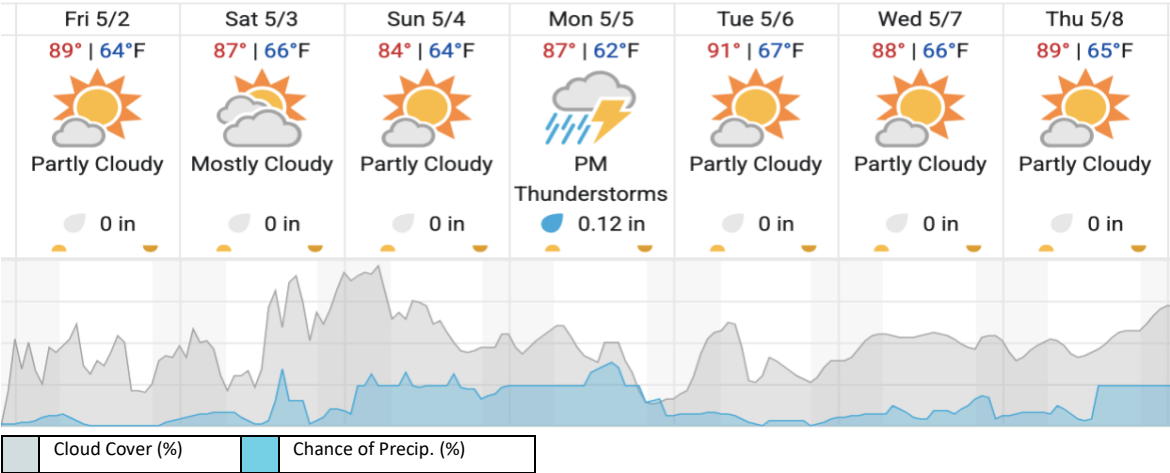 Fri 5/2 Sat 5/3 Sun 5/4 Mon 5/5 Tue 5/6 Wed 5/7 Thu 5/8
89° | 64°F 87° | 66°F 84° | 64°F 87° | 62°F 91° | 67°F 88° | 66°F 89° | 65°F
Partly Cloudy Mostly Cloudy Partly Cloudy PM Partly Cloudy Partly Cloudy Partly Cloudy
Thunderstorms
0 in 0 in 0 in 0.12 in 0 in 0 in 0 in
Cloud Cover (%) Chance of Precip. (%)